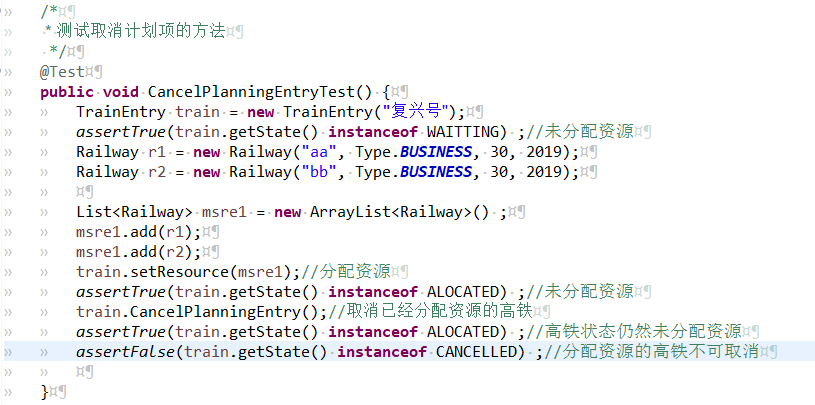 /*
* 测试取消计划项的方法
*/
@Test
public void CancelPlanningEntryTest() {
TrainEntry train = new TrainEntry("复兴号");
assertTrue(train.getState() instanceof WAITTING) ;//未分配资源
Railway r1 = new Railway("aa", Type.BUSINESS, 30, 2019);
Railway r2 = new Railway("bb", Type.BUSINESS, 30, 2019);
List<Railway> msre1 = new ArrayList<Railway>() ;
msre1.add(r1);
msre1.add(r2);
train.setResource(msre1);//分配资源
assertTrue(train.getState() instanceof ALOCATED) ;//未分配资源
train.CancelPlanningEntry();//取消已经分配资源的高铁
assertTrue(train.getState() instanceof ALOCATED) ;//高铁状态仍然未分配资源
assertFalse(train.getState() instanceof CANCELLED) ;//分配资源的高铁不可取消
}